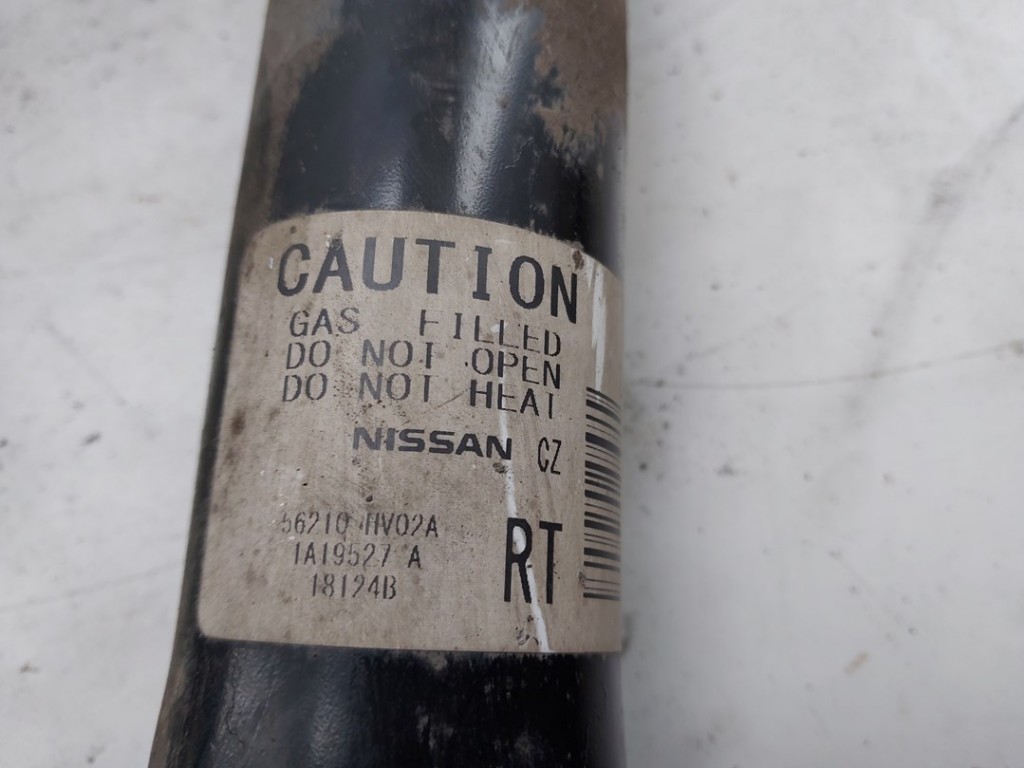 CAUTION
GAS FILLED
DO NOT OPEN
DO NOT HEAT
NISSAN CZ
56210 HV02A
1A19527 A
RT
18124B